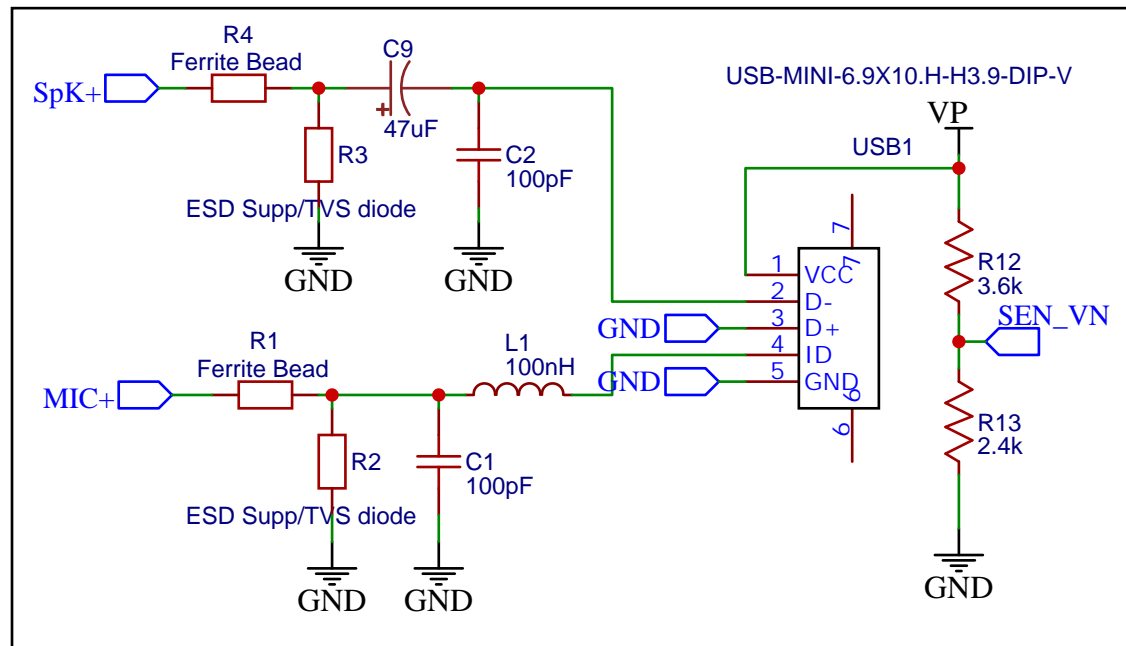 R4
Ferrite Bead
SpK+
C9
+
47uF
R3
ESD Supp/TVS diode
GND
C2
100pF
GND
USB-MINI-6.9X10.H-H3.9-DIP-V
VP
USB1
7
7
1
VCC
2
D-
GND
3
D+
4
ID
GND
5
GND
6
6
R12
3.6k
SEN_VN
R13
2.4k
GND
R1
Ferrite Bead
MIC+
L1
100nH
R2
ESD Supp/TVS diode
GND
C1
100pF
GND